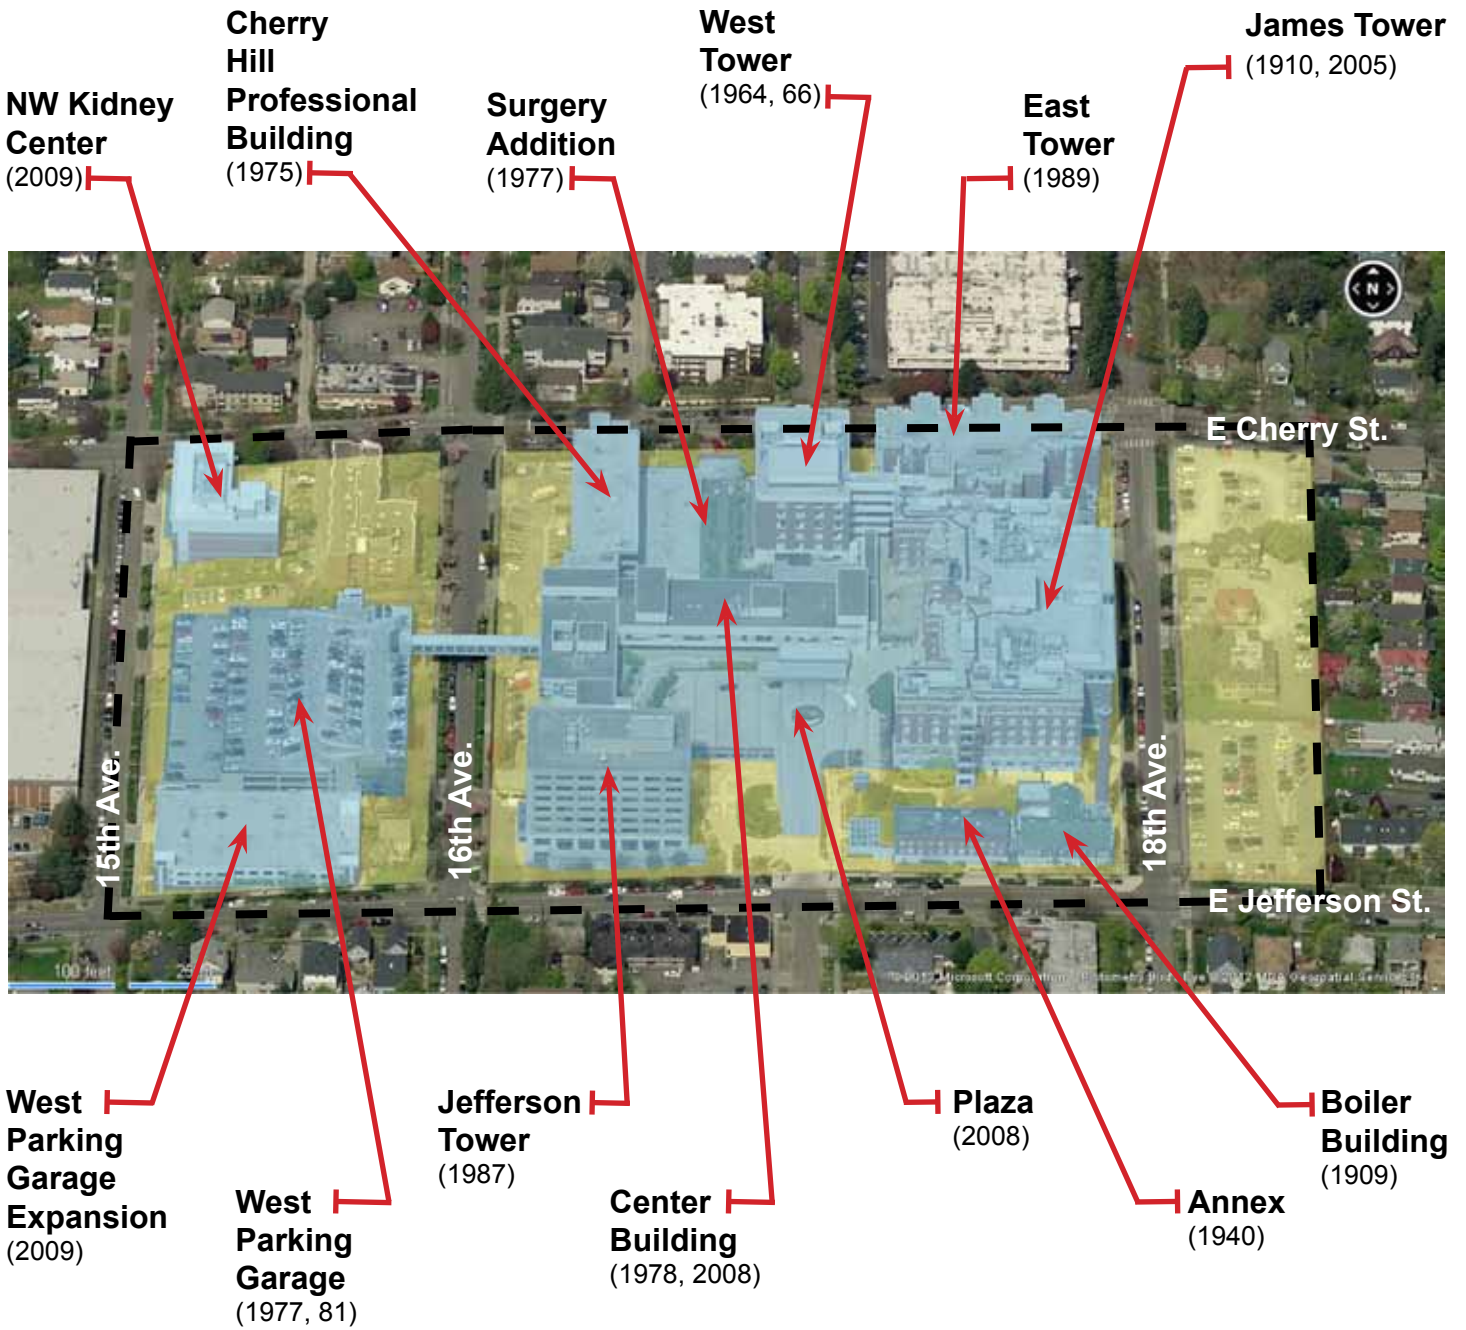 NW Kidney
Center
(2009)
Cherry
Hill
Professional
Building
(1975)
Surgery
Addition
(1977)
West
Tower
(1964, 66)
East
Tower
(1989)
James Tower
(1910, 2005)
N
E Cherry St.
15th Ave.
16th Ave.
18th Ave.
E Jefferson St.
100 feet
Microsoft Corporation
West
Parking
Garage
Expansion
(2009)
West
Parking
Garage
(1977, 81)
Jefferson
Tower
(1987)
Center
Building
(1978, 2008)
Plaza
(2008)
Annex
(1940)
Boiler
Building
(1909)